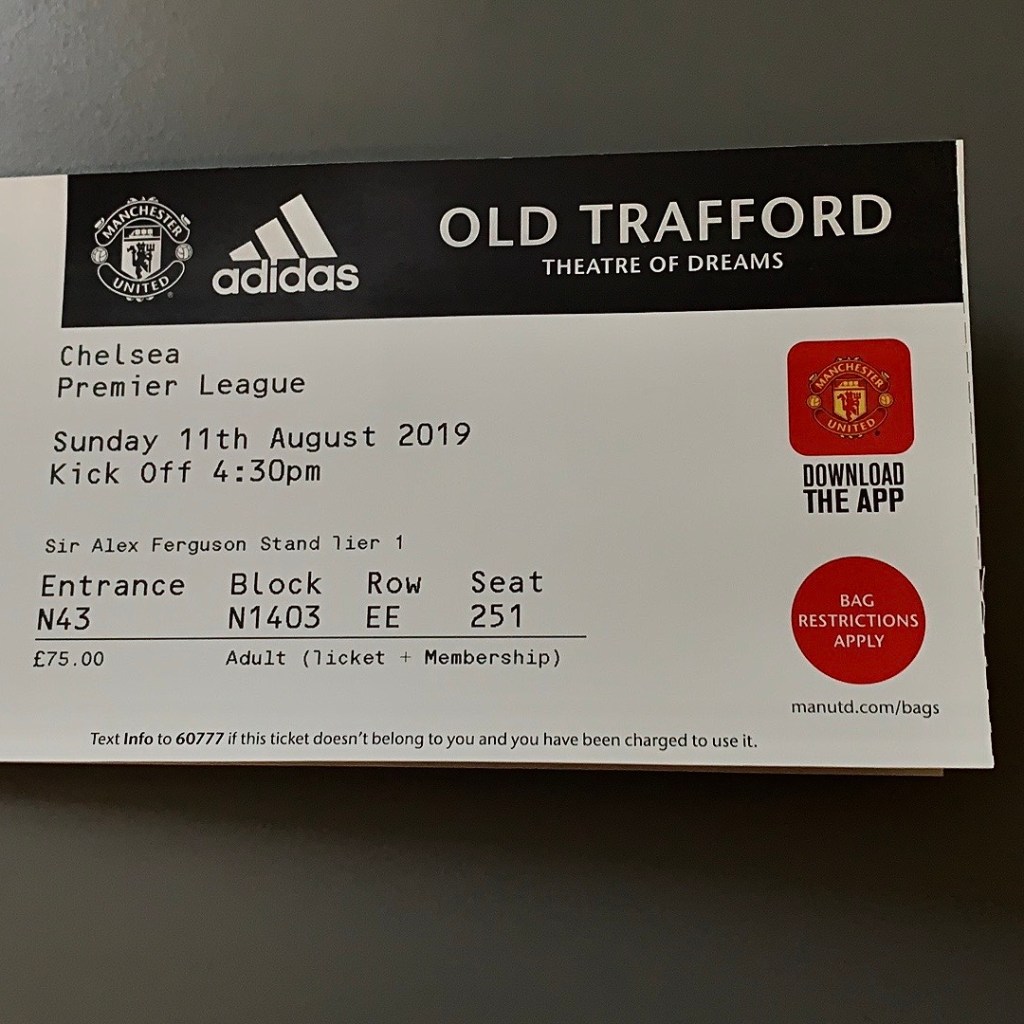 MANCHESTER
UNITED
adidas
OLD TRAFFORD
THEATRE OF DREAMS
Chelsea
Premier League
Sunday 11th August 2019
Kick Off 4:30pm
MANCHESTER
UNITED
DOWNLOAD
THE APP
Sir Alex Ferguson Stand Tier 1
Entrance Block Row Seat
N43 N1403 EE 251
£75.00 Adult (Ticket + Membership)
BAG
RESTRICTIONS
APPLY
manutd.com/bags
Text Info to 60777 if this ticket doesn't belong to you and you have been charged to use it.